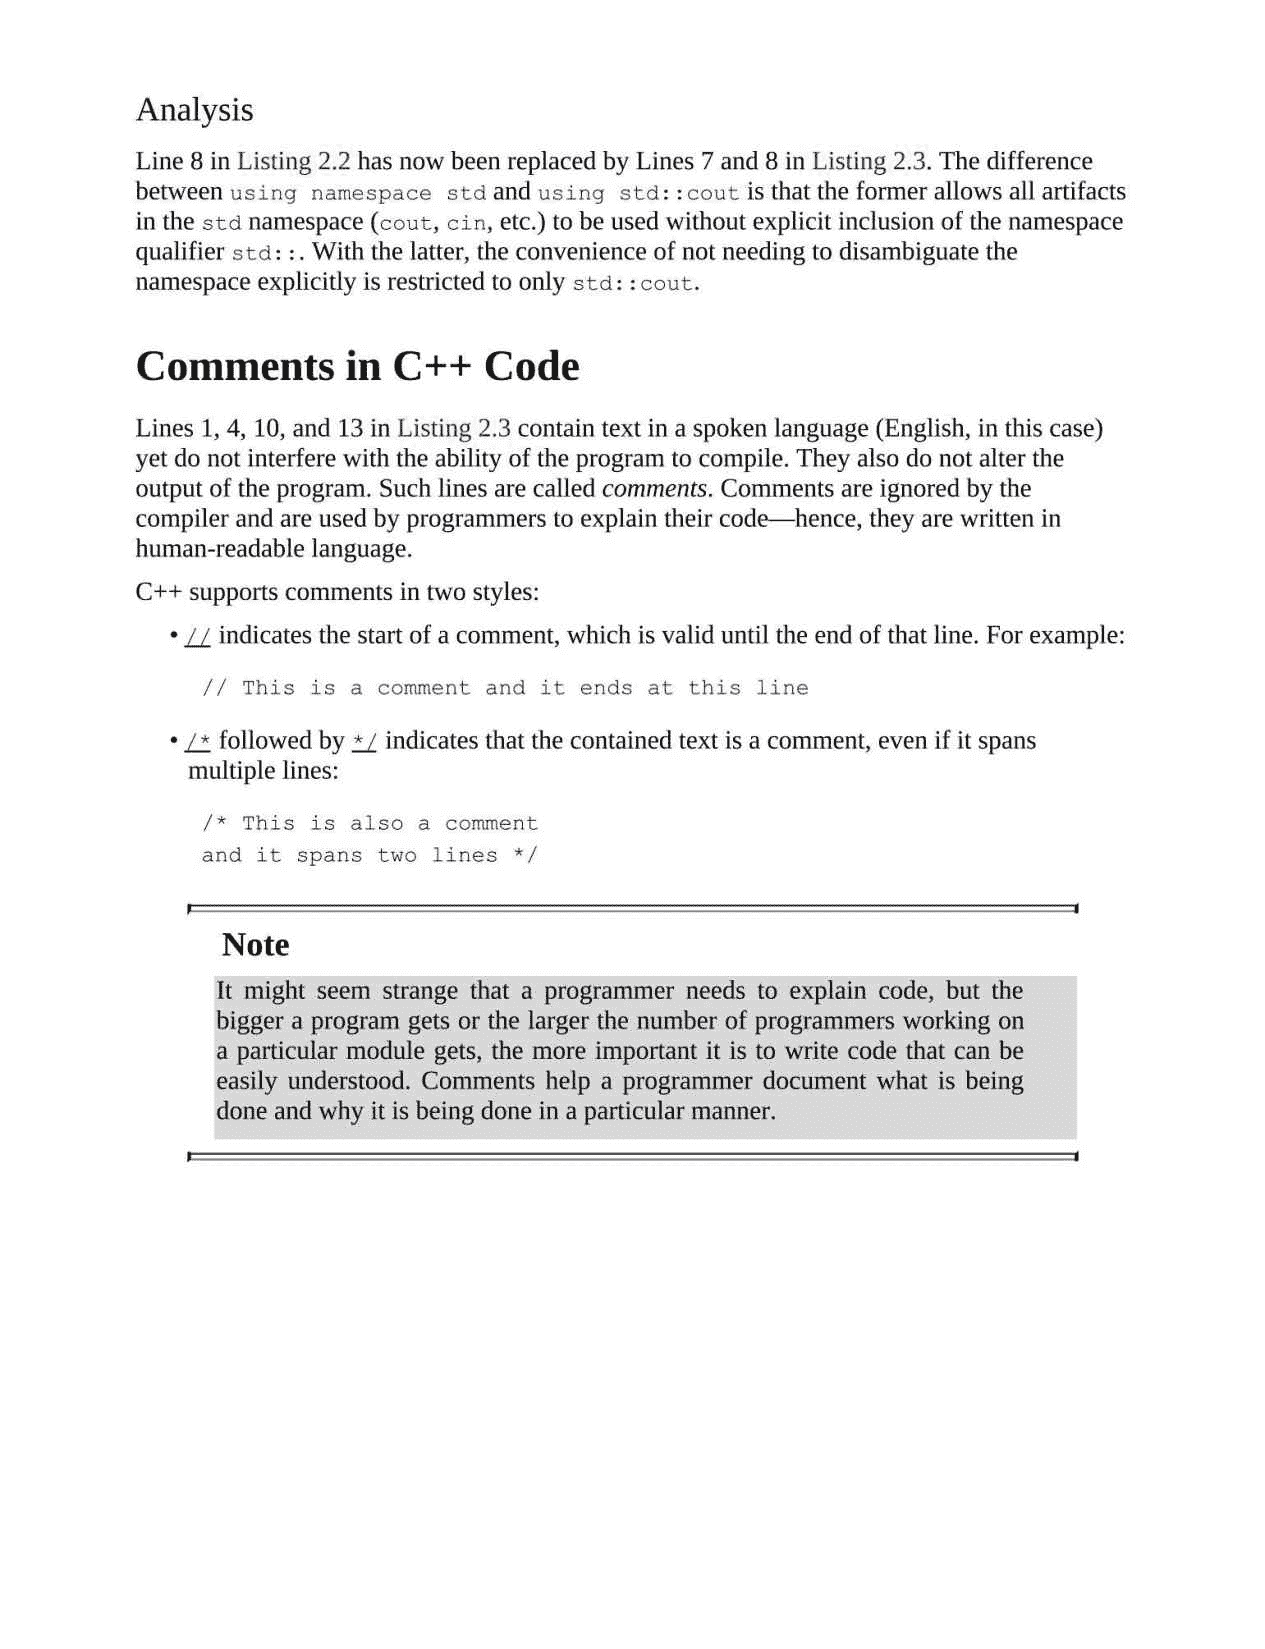 Analysis
Line 8 in Listing 2.2 has now been replaced by Lines 7 and 8 in Listing 2.3. The difference
between using namespace std and using std::cout is that the former allows all artifacts
in the std namespace (cout, cin, etc.) to be used without explicit inclusion of the namespace
qualifier std::. With the latter, the convenience of not needing to disambiguate the
namespace explicitly is restricted to only std::cout.
Comments in C++ Code
Lines 1, 4, 10, and 13 in Listing 2.3 contain text in a spoken language (English, in this case)
yet do not interfere with the ability of the program to compile. They also do not alter the
output of the program. Such lines are called comments. Comments are ignored by the
compiler and are used by programmers to explain their code—hence, they are written in
human-readable language.
C++ supports comments in two styles:
• // indicates the start of a comment, which is valid until the end of that line. For example:
// This is a comment and it ends at this line
• /* followed by */ indicates that the contained text is a comment, even if it spans
multiple lines:
/* This is also a comment
and it spans two lines */
Note
It might seem strange that a programmer needs to explain code, but the
bigger a program gets or the larger the number of programmers working on
a particular module gets, the more important it is to write code that can be
easily understood. Comments help a programmer document what is being
done and why it is being done in a particular manner.